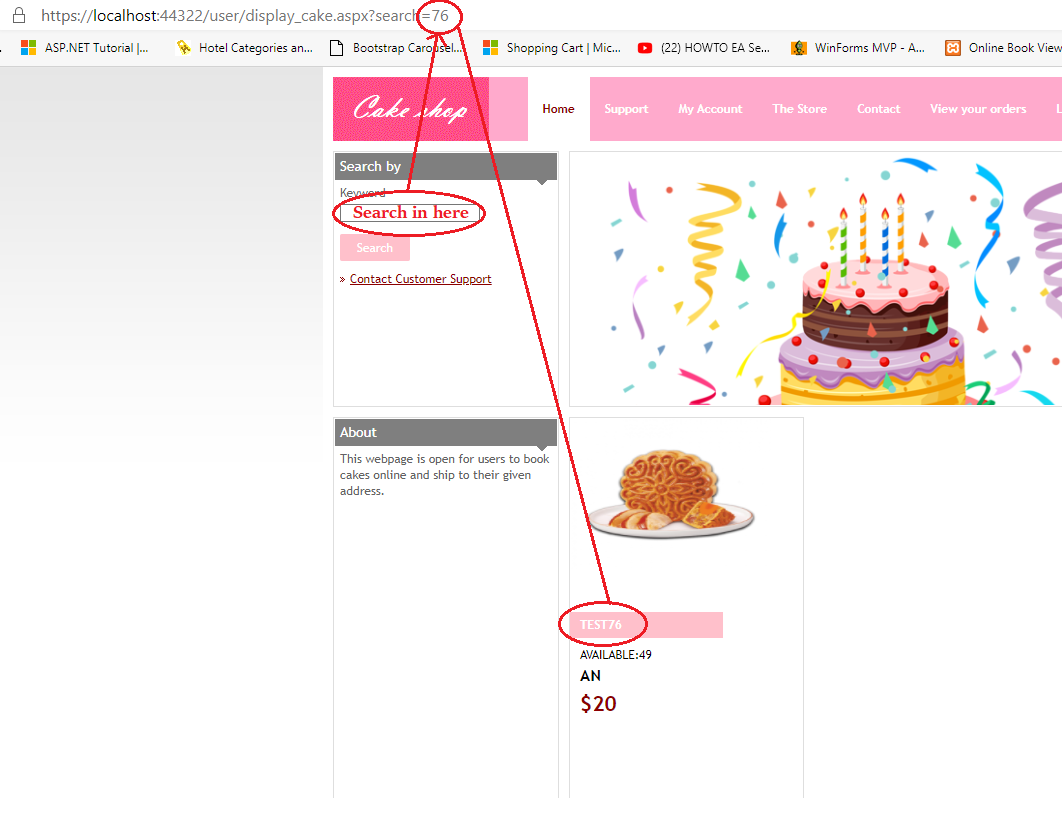 https://localhost:44322/user/display_cake.aspx?search=76
ASP.NET Tutorial |... Hotel Categories an... Bootstrap Carousel... Shopping Cart | Mic... (22) HOWTO EA Se... WinForms MVP - A... Online Book View
Cake shop Home Support My Account The Store Contact View your orders L
Search by
Keyword
Search in here
Search
» Contact Customer Support
About
This webpage is open for users to book
cakes online and ship to their given
address.
TEST76
AVAILABLE:49
AN
$20